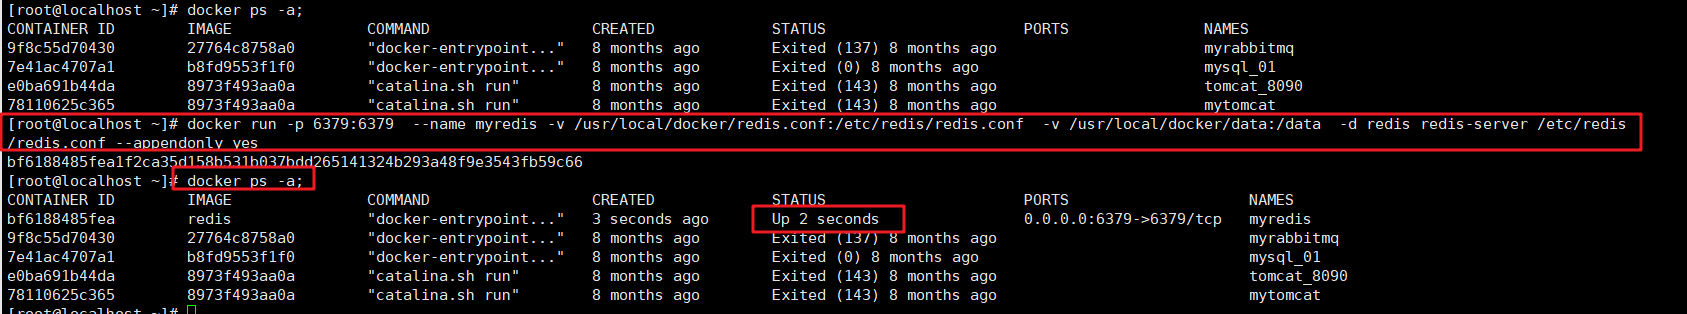 [root@localhost ~]# docker ps -a;
CONTAINER ID        IMAGE               COMMAND                  CREATED             STATUS                      PORTS               NAMES
9f8c55d70430        27764c8758a0        "docker-entrypoint..."   8 months ago        Exited (137) 8 months ago                       myrabbitmq
7e41ac4707a1        b8fd9553f1f0        "docker-entrypoint..."   8 months ago        Exited (0) 8 months ago                         mysql_01
e0ba691b44da        8973f493aa0a        "catalina.sh run"        8 months ago        Exited (143) 8 months ago                       tomcat_8090
78110625c365        8973f493aa0a        "catalina.sh run"        8 months ago        Exited (143) 8 months ago                       mytomcat
[root@localhost ~]# docker run -p 6379:6379  --name myredis -v /usr/local/docker/redis.conf:/etc/redis/redis.conf  -v /usr/local/docker/data:/data  -d redis redis-server /etc/redis
/redis.conf --appendonly yes
bf6188485fea1f2ca35d158b531b037bdd265141324b293a48f9e3543fb59c66
[root@localhost ~]# docker ps -a;
CONTAINER ID        IMAGE               COMMAND                  CREATED             STATUS                      PORTS                    NAMES
bf6188485fea        redis               "docker-entrypoint..."   3 seconds ago       Up 2 seconds                0.0.0.0:6379->6379/tcp   myredis
9f8c55d70430        27764c8758a0        "docker-entrypoint..."   8 months ago        Exited (137) 8 months ago                            myrabbitmq
7e41ac4707a1        b8fd9553f1f0        "docker-entrypoint..."   8 months ago        Exited (0) 8 months ago                              mysql_01
e0ba691b44da        8973f493aa0a        "catalina.sh run"        8 months ago        Exited (143) 8 months ago                            tomcat_8090
78110625c365        8973f493aa0a        "catalina.sh run"        8 months ago        Exited (143) 8 months ago                            mytomcat
[root@localhost ~]#